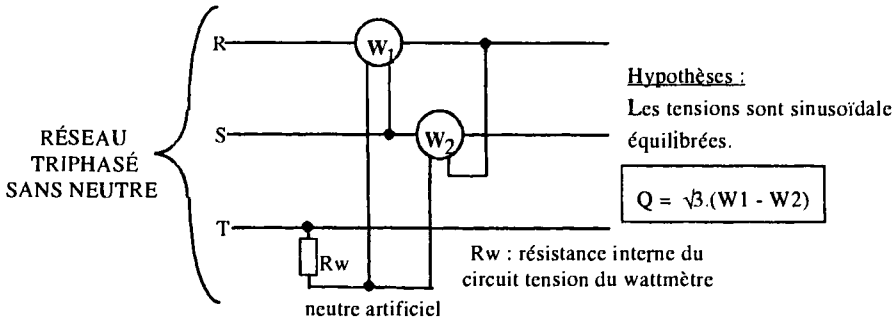 R
W1
Hypothèses :
Les tensions sont sinusoïdale
équilibrées.
RÉSEAU
TRIPHASÉ
SANS NEUTRE
S
W2
Q = √3.(W1 - W2)
T
Rw
Rw : résistance interne du
circuit tension du wattmètre
neutre artificiel